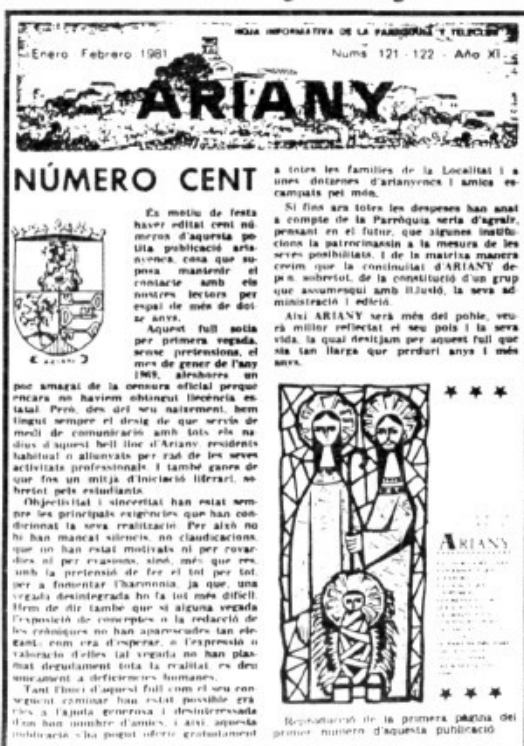 HOJA INFORMATIVA DE LA PARROQUIA Y TELECLUB
Enero Febrero 1981
Nums 121 - 122 - Año XI
ARIANY
NÚMERO CENT
És motiu de festa
haver editat cent nú-
meros d'aquesta pe-
tita publicació aria-
nyenca, cosa que su-
posa mantenir el
contacte amb els
nostres lectors per
espai de més de dot-
ze anys.
Aquest full sortia
per primera vegada,
sense pretensions, el
mes de gener de l'any
1969, aleshores un
poc amagat de la censura oficial perquè
encara no havíem obtingut llicència es-
tatal. Però, des del seu naixement, hem
tingut sempre el desig de que servís de
medi de comunicació amb tots els na-
dius d'aquest bell lloc d'Ariany, residents
habitual o allunyats per raó de les seves
activitats professionals. I també ganes de
que fos un mitjà d'iniciació literari, so-
bretot pels estudiants.
Objectivitat i sinceritat han estat sem-
pre les principals exigències que han con-
dicionat la seva realització. Per això no
hi han mancat silencis, no claudicacions,
que no han estat motivats ni per covar-
dies ni per evasions, sinó, més que res,
amb la pretensió de fer el tot per tot,
per a fomentar l'harmonia, ja que, una
vegada desintegrada ho fa tot més difícil.
Hem de dir també que si alguna vegada
l'exposició de conceptes o la redacció de
les cròniques no han aparescudes tan ele-
gants com era d'esperar, o l'expressió o
valoració d'elles tal vegada no han plas-
mat degudament tota la realitat, es deu
unicament a deficiències humanes.
Tant l'inici d'aquest full com el seu con-
següent caminar han estat possible grà-
cies a l'ajuda generosa i desinteressada
d'un bon nombre d'amics, i així aquesta
publicació s'ha pogut oferir gratuïtament
a totes les famílies de la Localitat i a
unes dotzenes d'arianyencs i amics es-
campats pel món.
Si fins ara totes les despeses han anat
a compte de la Parròquia seria d'agrair,
pensant en el futur, que algunes institu-
cions la patrocinassin a la mesura de les
seves posibilitats. I de la mateixa manera
creim que la continuïtat d'ARIANY de-
pèn, sobretot, de la constitució d'un grup
que assumesqui amb il.lusió, la seva ad-
ministració i edició.
Així ARIANY serà més del poble, veu-
rà millor reflectat el seu pols i la seva
vida, la qual desitjam per aquest full que
sia tan llarga que perduri anys i més
anys.
ARIANY
ARIANY
Reproducció de la primera pàgina del
primer número d'aquesta publicació